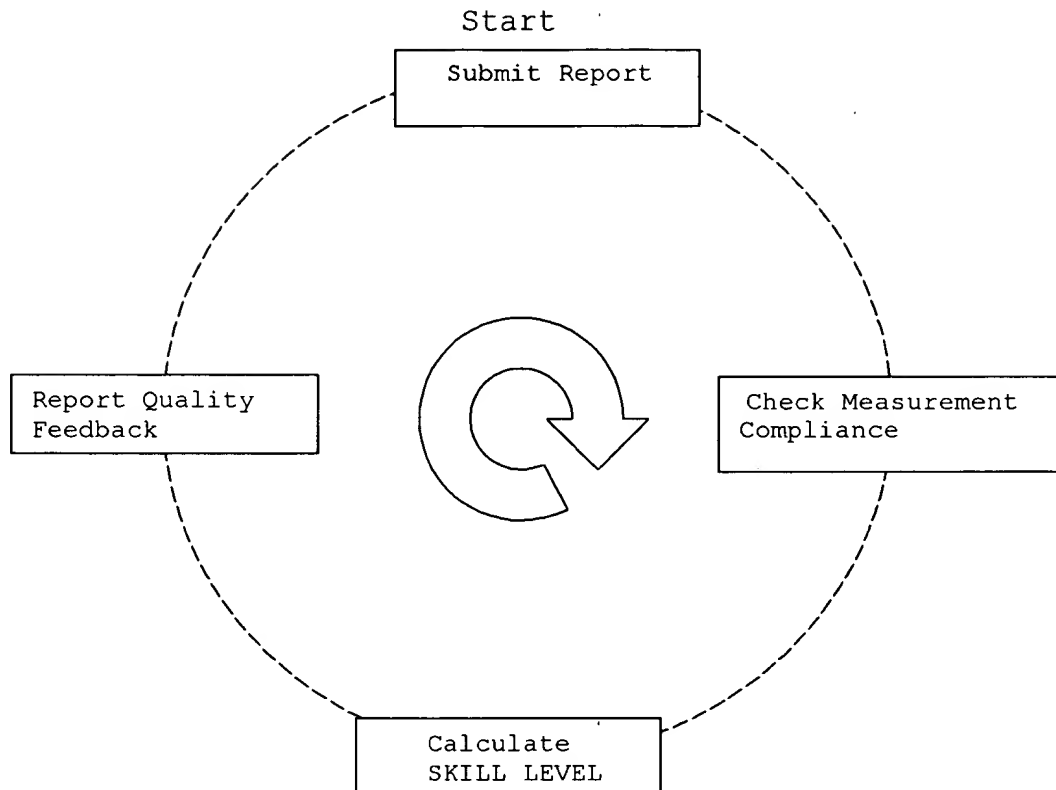 Start
Submit Report
Report Quality
Feedback
Check Measurement
Compliance
Calculate
SKILL LEVEL